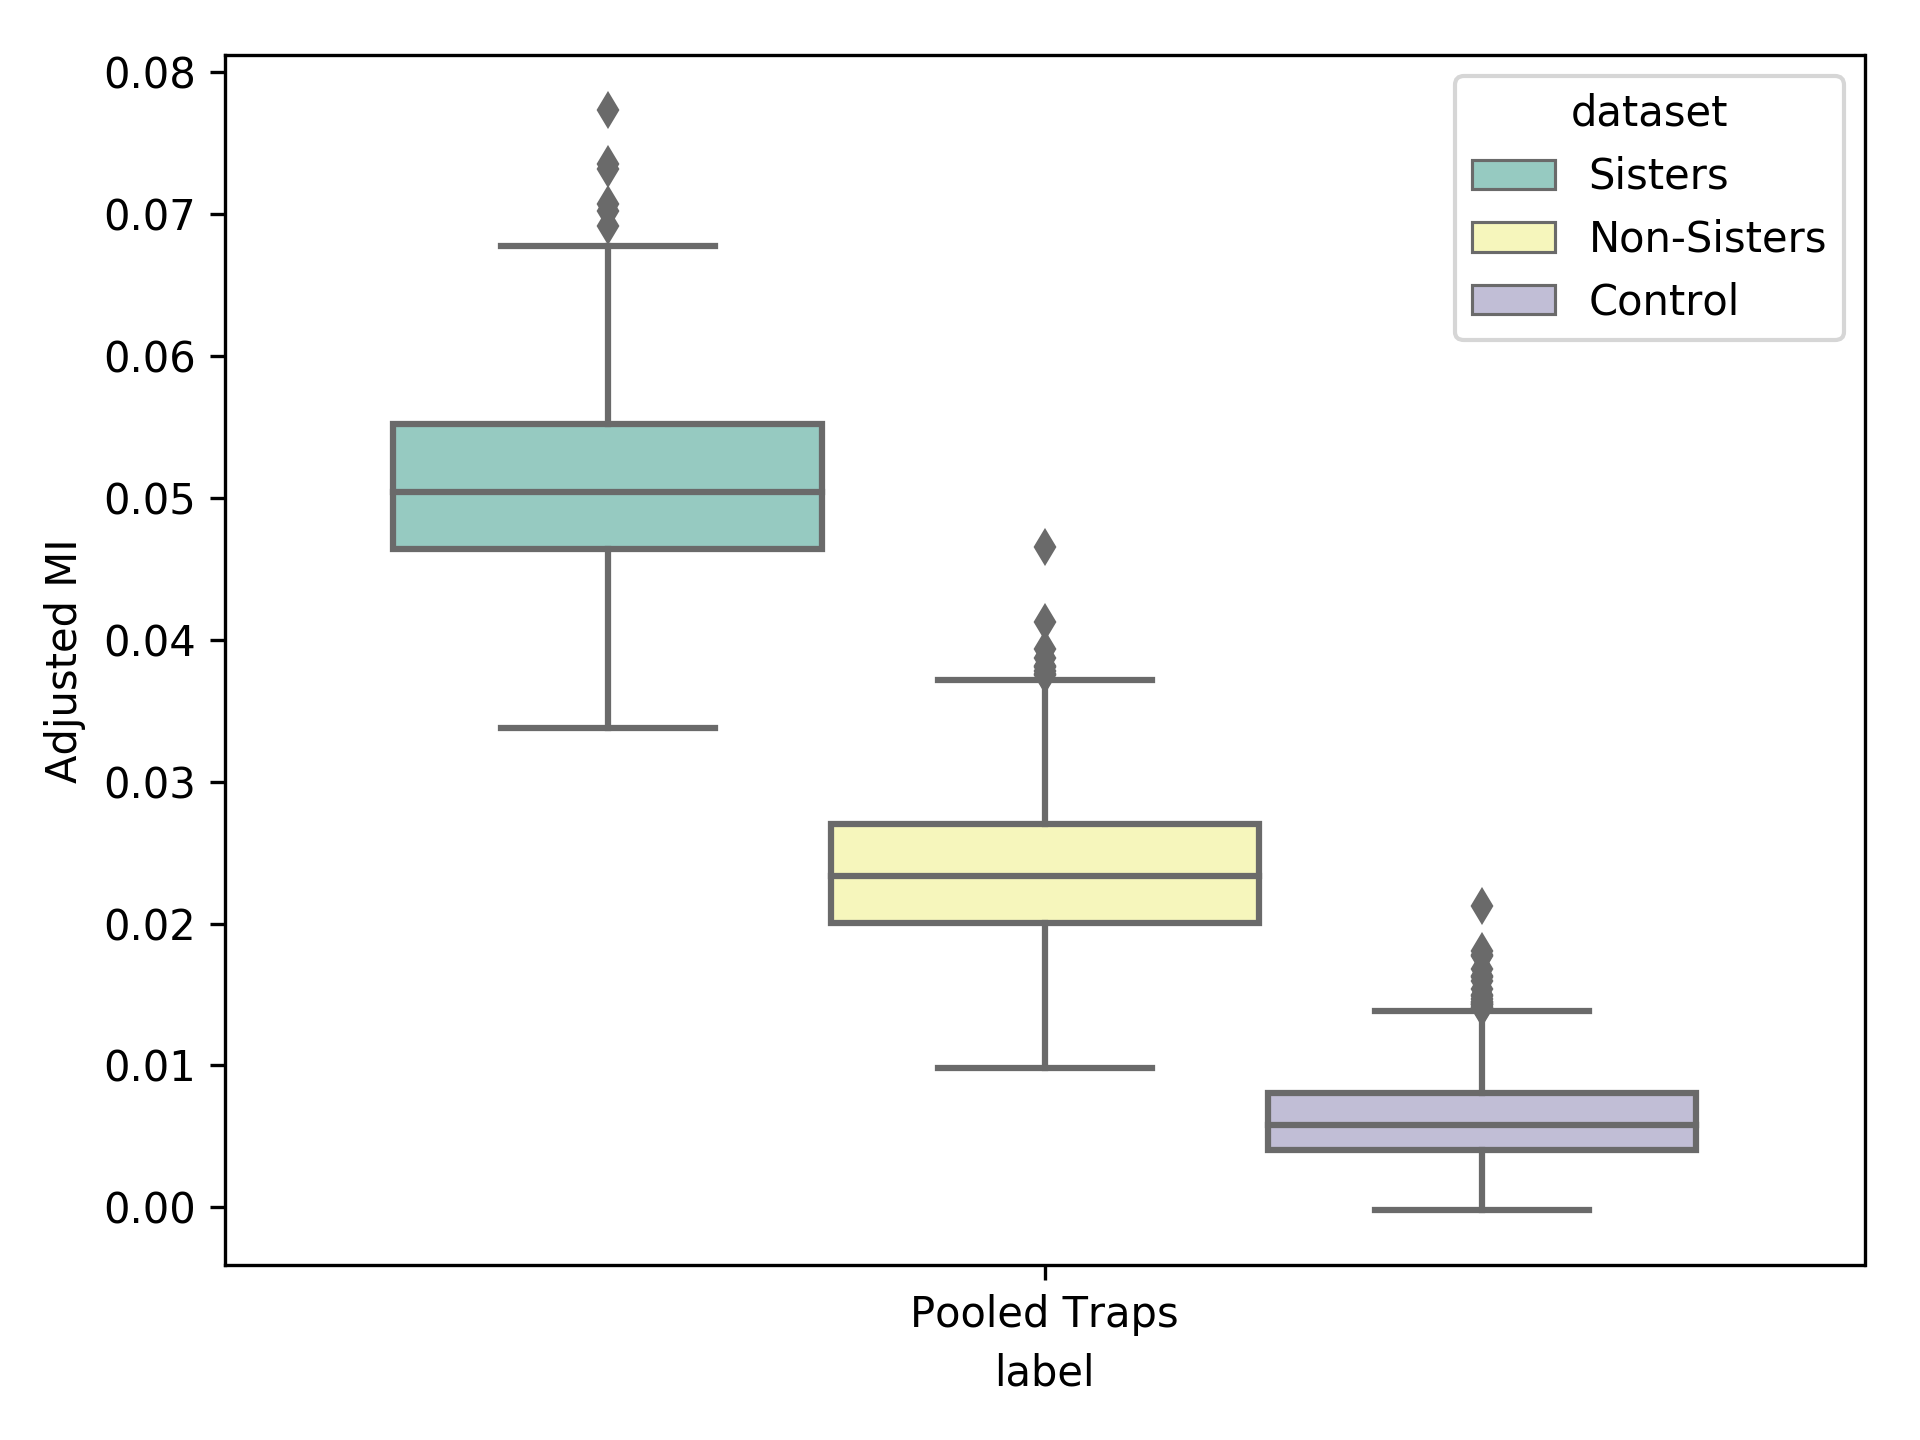 0.08
0.07
0.06
0.05
0.04
0.03
0.02
0.01
0.00
Adjusted MI
dataset
Sisters
Non-Sisters
Control
Pooled Traps
label